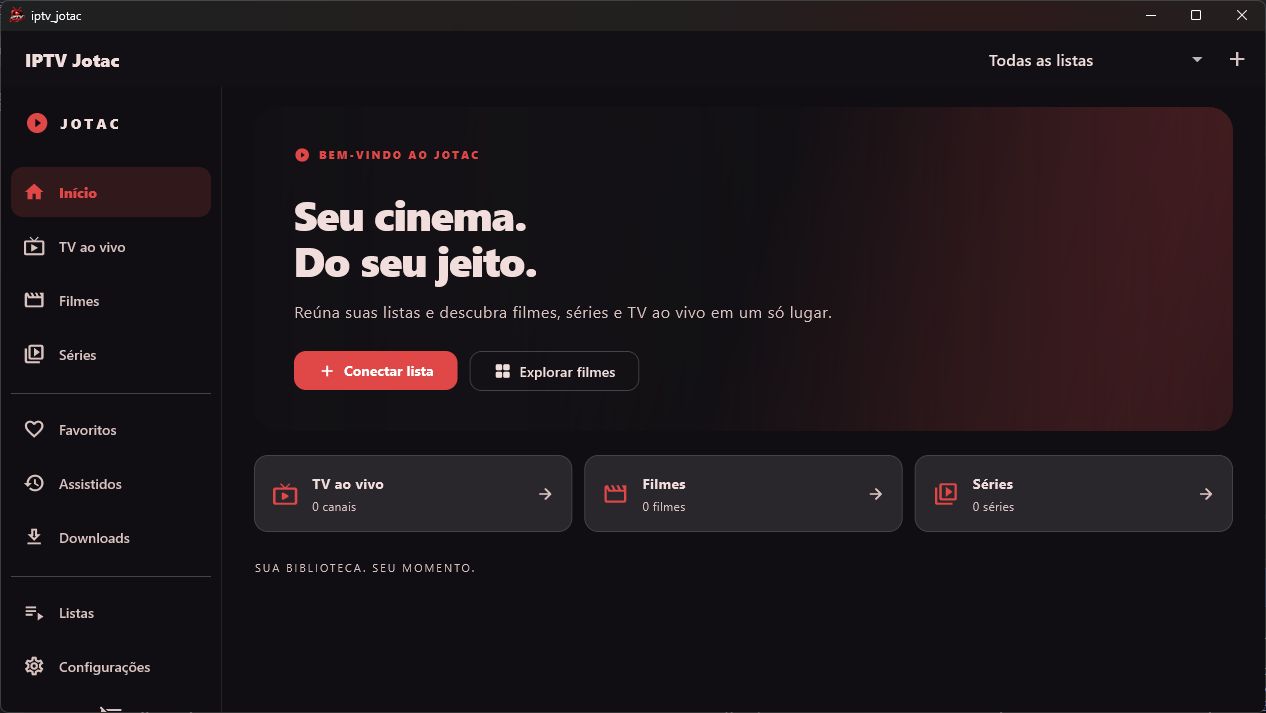 iptv_jotac
IPTV Jotac
Todas as listas
JOTAC
Início
TV ao vivo
Filmes
Séries
Favoritos
Assistidos
Downloads
Listas
Configurações
BEM-VINDO AO JOTAC
Seu cinema.
Do seu jeito.
Reúna suas listas e descubra filmes, séries e TV ao vivo em um só lugar.
Conectar lista
Explorar filmes
TV ao vivo
0 canais
Filmes
0 filmes
Séries
0 séries
SUA BIBLIOTECA. SEU MOMENTO.